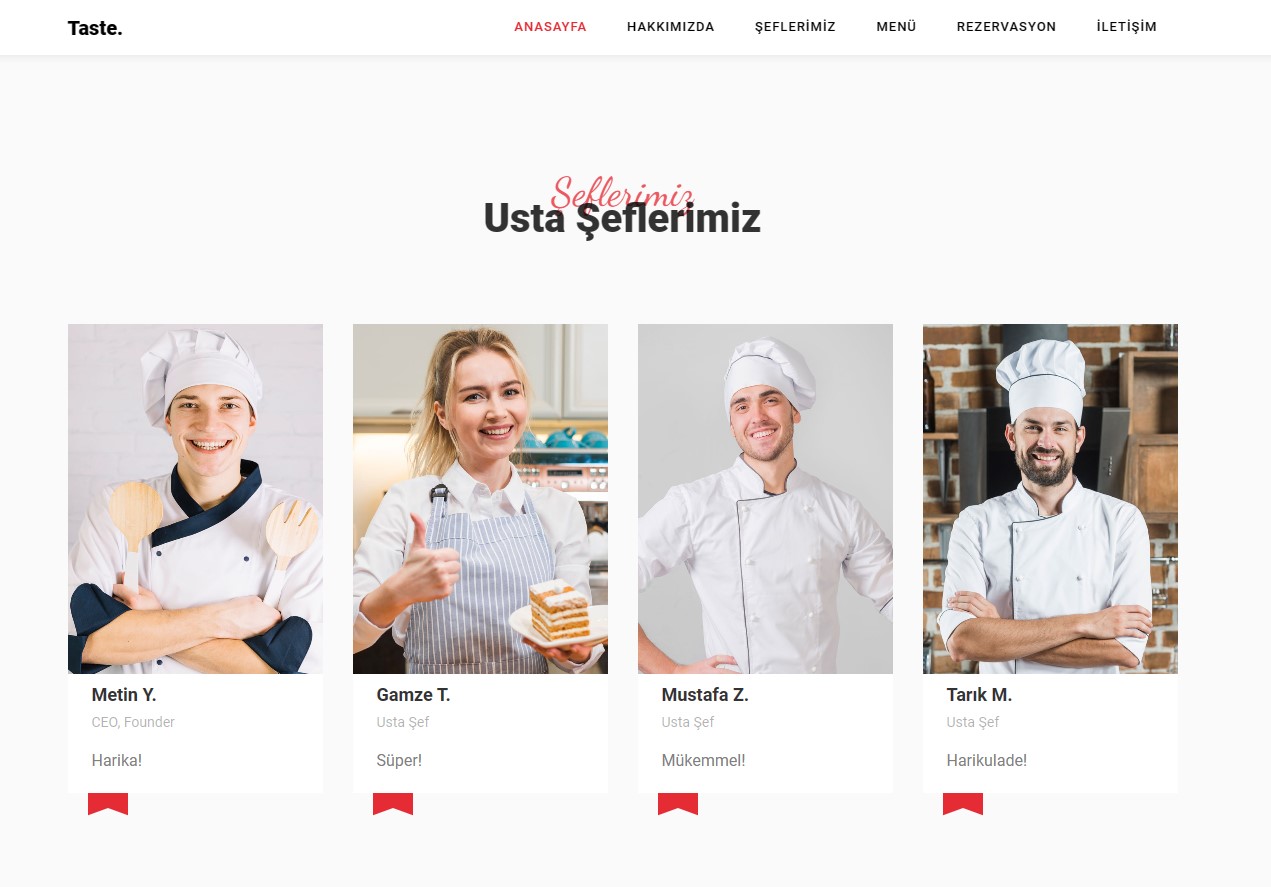 Taste.
ANASAYFA HAKKIMIZDA ŞEFLERİMİZ MENÜ REZERVASYON İLETİŞİM
Şeflerimiz
Usta Şeflerimiz
Metin Y.
CEO, Founder
Harika!
Gamze T.
Usta Şef
Süper!
Mustafa Z.
Usta Şef
Mükemmel!
Tarık M.
Usta Şef
Harikulade!